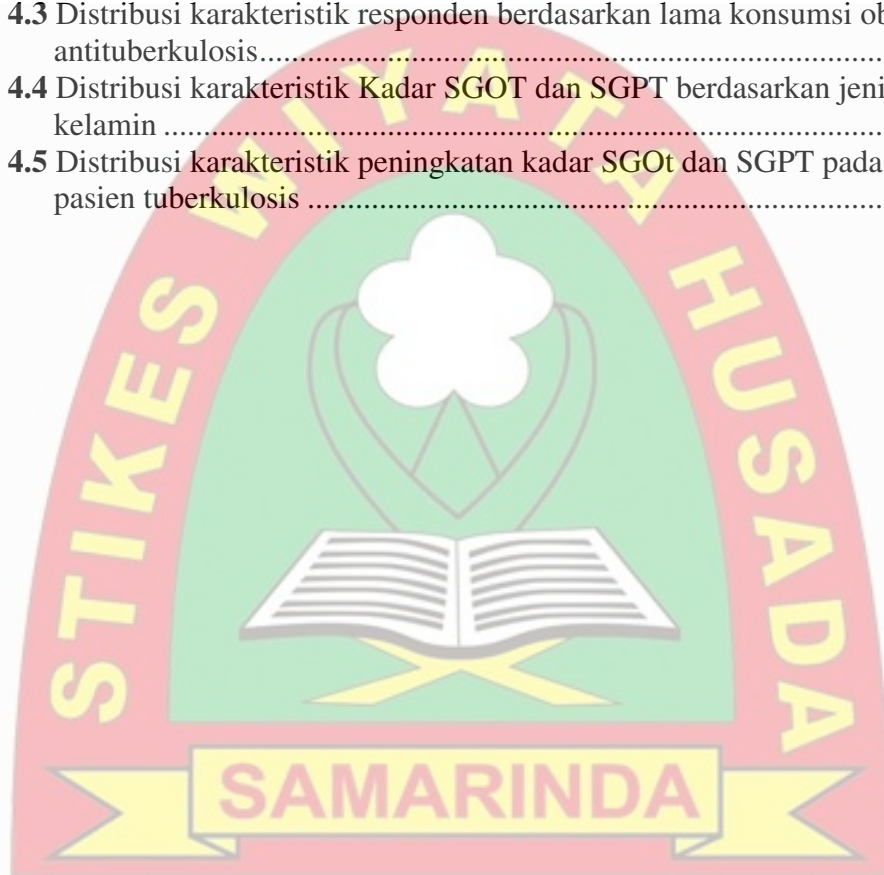 4.3 Distribusi karakteristik responden berdasarkan lama konsumsi ob
antituberkulosis..............................................................................
4.4 Distribusi karakteristik Kadar SGOT dan SGPT berdasarkan jeni
kelamin ..........................................................................................
4.5 Distribusi karakteristik peningkatan kadar SGOt dan SGPT pada
pasien tuberkulosis ........................................................................
STIKES WIYATA HUSADA
SAMARINDA